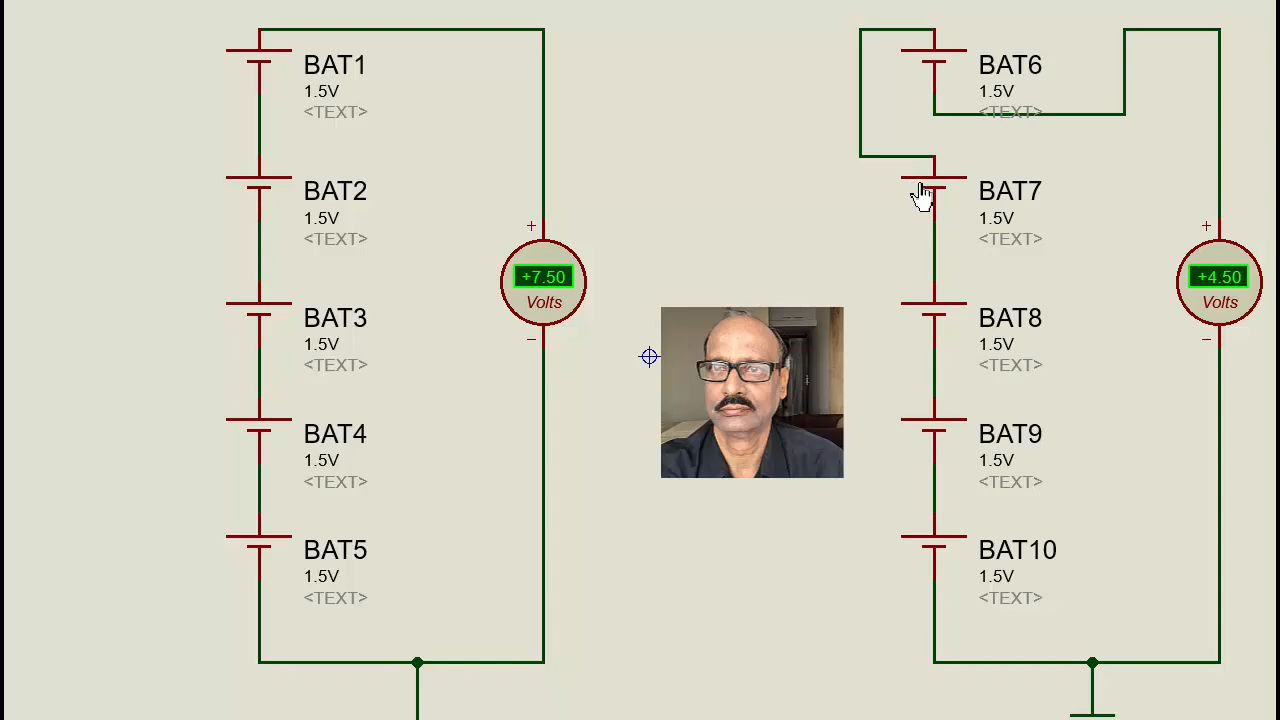 BAT1
1.5V
<TEXT>
BAT2
1.5V
<TEXT>
BAT3
1.5V
<TEXT>
BAT4
1.5V
<TEXT>
BAT5
1.5V
<TEXT>
+
+7.50
Volts
−
BAT6
1.5V
<TEXT>
BAT7
1.5V
<TEXT>
BAT8
1.5V
<TEXT>
BAT9
1.5V
<TEXT>
BAT10
1.5V
<TEXT>
+
+4.50
Volts
−